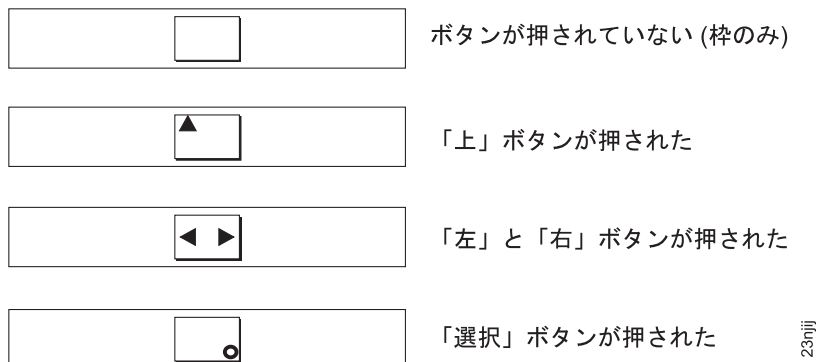 ボタンが押されていない (枠のみ)
「上」ボタンが押された
「左」と「右」ボタンが押された
「選択」ボタンが押された
23njij